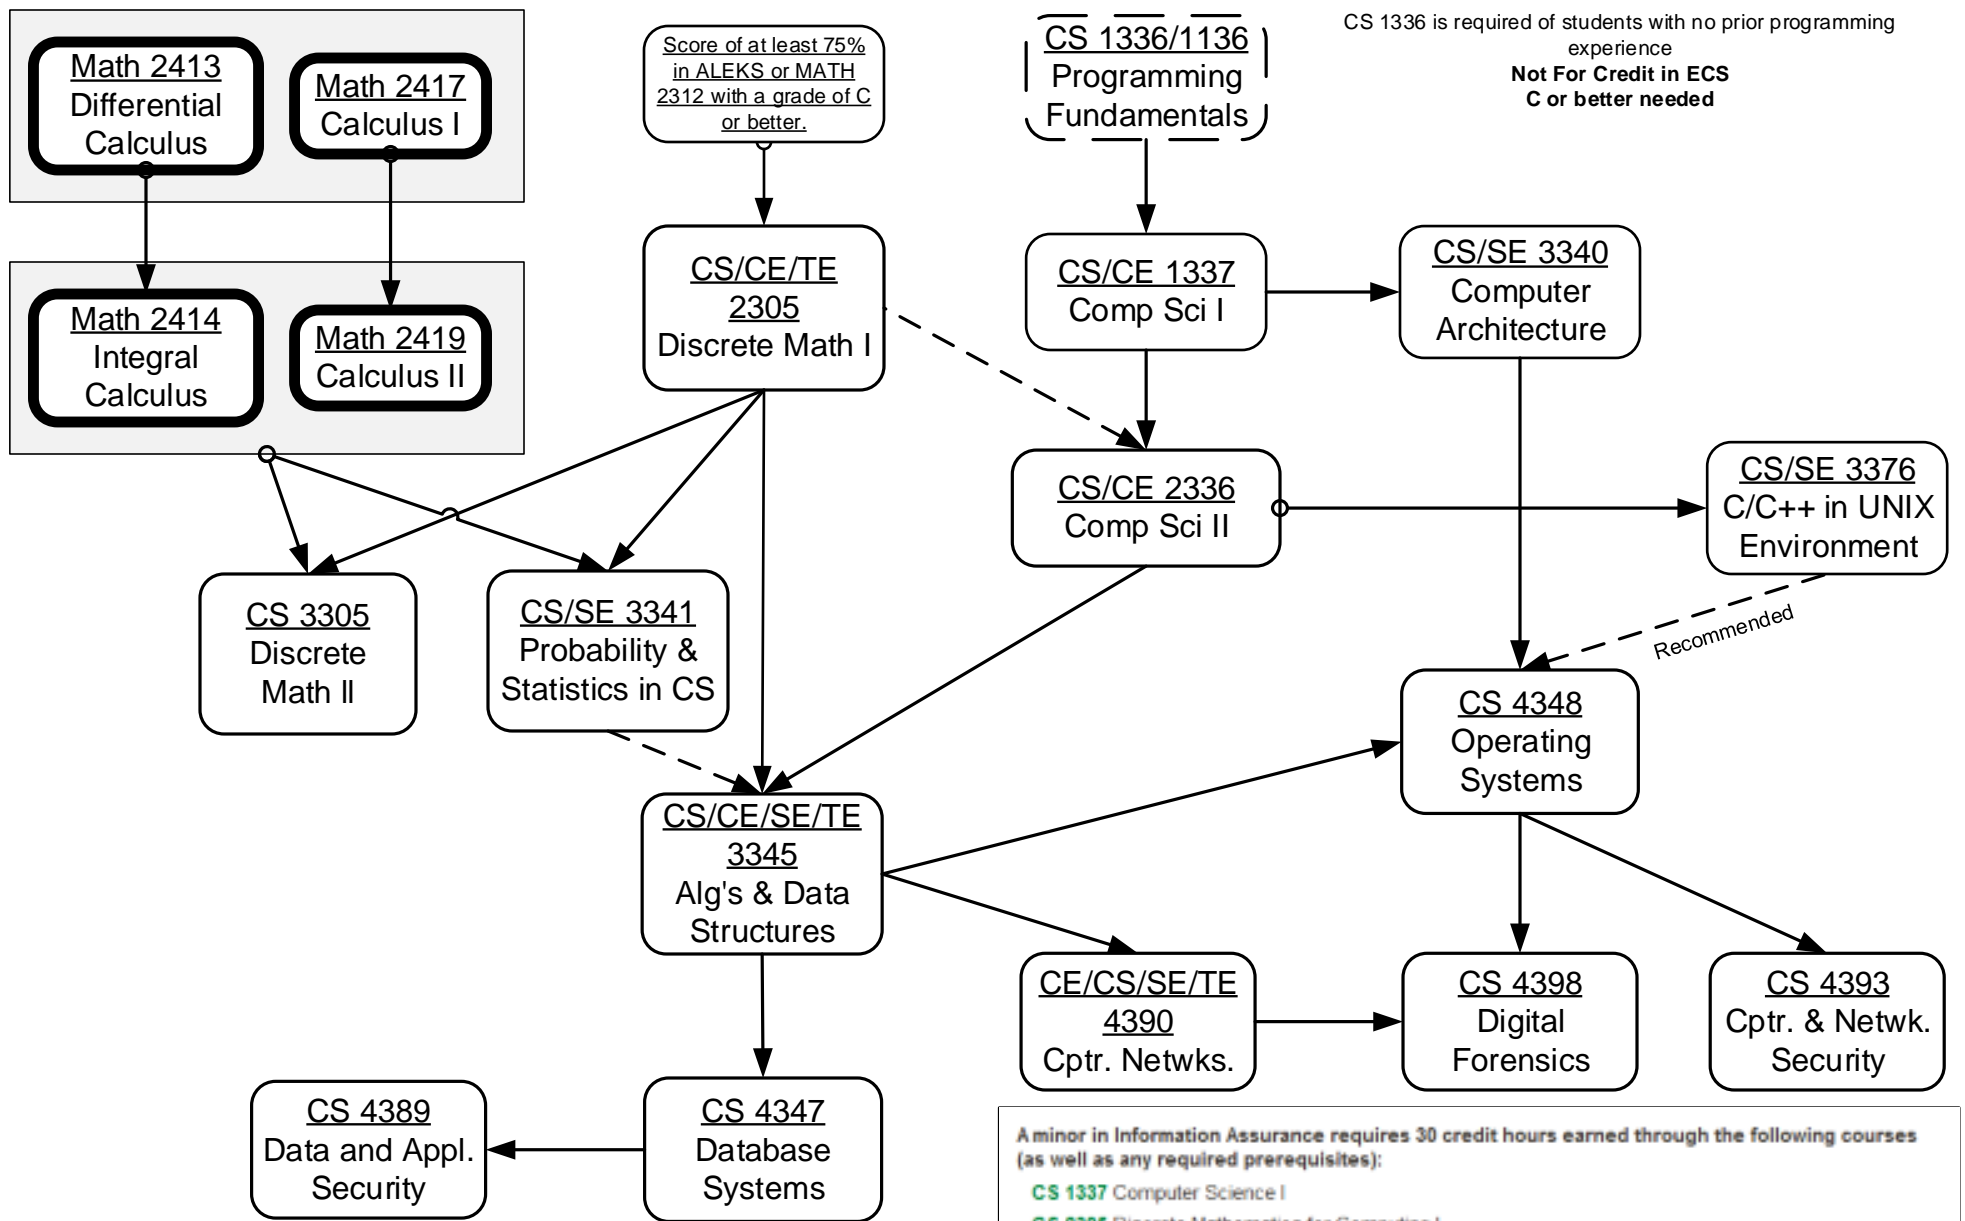 Math 2413
Differential
Calculus
Math 2417
Calculus I
Score of at least 75%
in ALEKS or MATH
2312 with a grade of C
or better.
CS 1336/1136
Programming
Fundamentals
CS 1336 is required of students with no prior programming
experience
Not For Credit in ECS
C or better needed
Math 2414
Integral
Calculus
Math 2419
Calculus II
CS/CE/TE
2305
Discrete Math I
CS/CE 1337
Comp Sci I
CS/SE 3340
Computer
Architecture
CS/CE 2336
Comp Sci II
CS/SE 3376
C/C++ in UNIX
Environment
Recommended
CS 3305
Discrete
Math II
CS/SE 3341
Probability &
Statistics in CS
CS 4348
Operating
Systems
CS/CE/SE/TE
3345
Alg's & Data
Structures
CE/CS/SE/TE
4390
Cptr. Netwks.
CS 4398
Digital
Forensics
CS 4393
Cptr. & Netwk.
Security
CS 4389
Data and Appl.
Security
CS 4347
Database
Systems
A minor in Information Assurance requires 30 credit hours earned through the following courses
(as well as any required prerequisites):
CS 1337 Computer Science I
CS 2305 Discrete Mathematics for Computing I